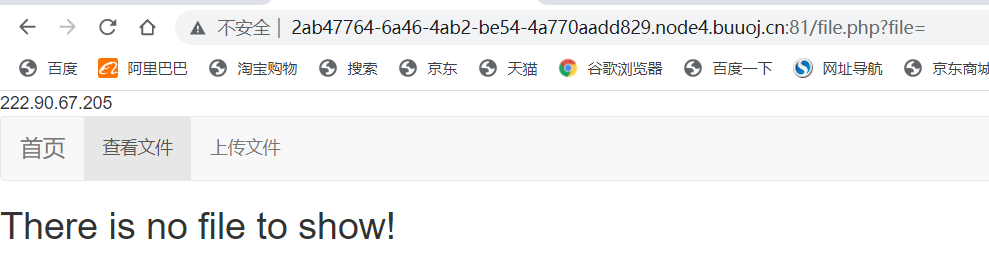 不安全 | 2ab47764-6a46-4ab2-be54-4a770aadd829.node4.buuoj.cn:81/file.php?file=
百度 阿里巴巴 淘宝购物 搜索 京东 天猫 谷歌浏览器 百度一下 网址导航 京东商城
222.90.67.205
首页 查看文件 上传文件
There is no file to show!